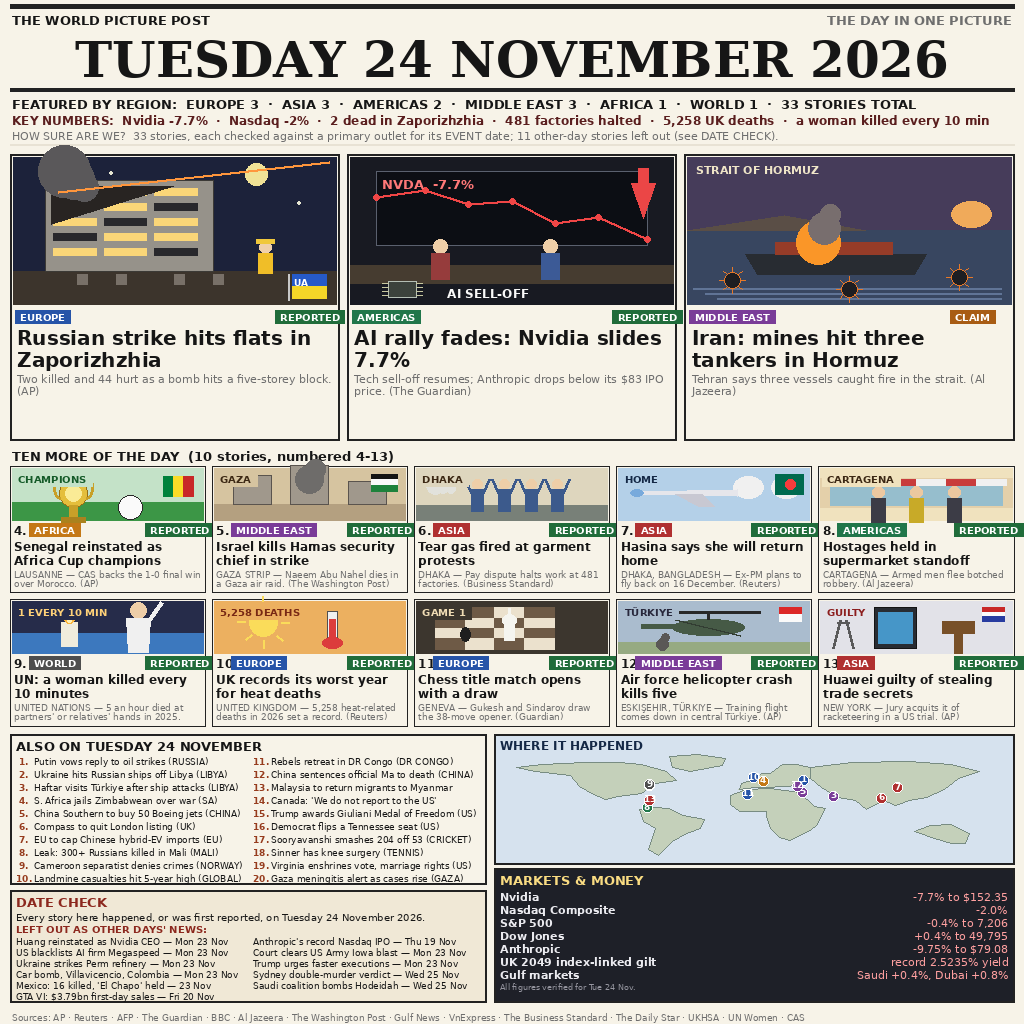 THE WORLD PICTURE POST
THE DAY IN ONE PICTURE
TUESDAY 24 NOVEMBER 2026
FEATURED BY REGION: EUROPE 3 · ASIA 3 · AMERICAS 2 · MIDDLE EAST 3 · AFRICA 1 · WORLD 1 · 33 STORIES TOTAL
KEY NUMBERS: Nvidia -7.7% · Nasdaq -2% · 2 dead in Zaporizhzhia · 481 factories halted · 5,258 UK deaths · a woman killed every 10 min
HOW SURE ARE WE? 33 stories, each checked against a primary outlet for its EVENT date; 11 other-day stories left out (see DATE CHECK).
UA
EUROPE
REPORTED
Russian strike hits flats in
Zaporizhzhia
Two killed and 44 hurt as a bomb hits a five-storey block.
(AP)
NVDA -7.7%
AI SELL-OFF
AMERICAS
REPORTED
AI rally fades: Nvidia slides
7.7%
Tech sell-off resumes; Anthropic drops below its $83 IPO
price. (The Guardian)
STRAIT OF HORMUZ
MIDDLE EAST
CLAIM
Iran: mines hit three
tankers in Hormuz
Tehran says three vessels caught fire in the strait. (Al
Jazeera)
TEN MORE OF THE DAY (10 stories, numbered 4-13)
CHAMPIONS
4. AFRICA
REPORTED
Senegal reinstated as
Africa Cup champions
LAUSANNE — CAS backs the 1-0 final win
over Morocco. (AP)
GAZA
5. MIDDLE EAST
REPORTED
Israel kills Hamas security
chief in strike
GAZA STRIP — Naeem Abu Nahel dies in
a Gaza air raid. (The Washington Post)
DHAKA
6. ASIA
REPORTED
Tear gas fired at garment
protests
DHAKA — Pay dispute halts work at 481
factories. (Business Standard)
HOME
7. ASIA
REPORTED
Hasina says she will return
home
DHAKA, BANGLADESH — Ex-PM plans to
fly back on 16 December. (Reuters)
CARTAGENA
8. AMERICAS
REPORTED
Hostages held in
supermarket standoff
CARTAGENA — Armed men flee botched
robbery. (Al Jazeera)
1 EVERY 10 MIN
9. WORLD
REPORTED
UN: a woman killed every
10 minutes
UNITED NATIONS — 5 an hour died at
partners' or relatives' hands in 2025.
5,258 DEATHS
10 EUROPE
REPORTED
UK records its worst year
for heat deaths
UNITED KINGDOM — 5,258 heat-related
deaths in 2026 set a record. (Reuters)
GAME 1
11 EUROPE
REPORTED
Chess title match opens
with a draw
GENEVA — Gukesh and Sindarov draw
the 38-move opener. (Guardian)
TÜRKIYE
12 MIDDLE EAST
REPORTED
Air force helicopter crash
kills five
ESKIŞEHIR, TÜRKIYE — Training flight
comes down in central Türkiye. (AP)
GUILTY
13 ASIA
REPORTED
Huawei guilty of stealing
trade secrets
NEW YORK — Jury acquits it of
racketeering in a US trial. (AP)
ALSO ON TUESDAY 24 NOVEMBER
1. Putin vows reply to oil strikes (RUSSIA)
2. Ukraine hits Russian ships off Libya (LIBYA)
3. Haftar visits Türkiye after ship attacks (LIBYA)
4. S. Africa jails Zimbabwean over war (SA)
5. China Southern to buy 50 Boeing jets (CHINA)
6. Compass to quit London listing (UK)
7. EU to cap Chinese hybrid-EV imports (EU)
8. Leak: 300+ Russians killed in Mali (MALI)
9. Cameroon separatist denies crimes (NORWAY)
10. Landmine casualties hit 5-year high (GLOBAL)
11. Rebels retreat in DR Congo (DR CONGO)
12. China sentences official Ma to death (CHINA)
13. Malaysia to return migrants to Myanmar
14. Canada: 'We do not report to the US'
15. Trump awards Giuliani Medal of Freedom (US)
16. Democrat flips a Tennessee seat (US)
17. Sooryavanshi smashes 204 off 53 (CRICKET)
18. Sinner has knee surgery (TENNIS)
19. Virginia enshrines vote, marriage rights (US)
20. Gaza meningitis alert as cases rise (GAZA)
DATE CHECK
Every story here happened, or was first reported, on Tuesday 24 November 2026.
LEFT OUT AS OTHER DAYS' NEWS:
Huang reinstated as Nvidia CEO — Mon 23 Nov
US blacklists AI firm Megaspeed — Mon 23 Nov
Ukraine strikes Perm refinery — Mon 23 Nov
Car bomb, Villavicencio, Colombia — Mon 23 Nov
Mexico: 16 killed, 'El Chapo' held — 23 Nov
GTA VI: $3.79bn first-day sales — Fri 20 Nov
Anthropic's record Nasdaq IPO — Thu 19 Nov
Court clears US Army Iowa blast — Mon 23 Nov
Trump urges faster executions — Mon 23 Nov
Sydney double-murder verdict — Wed 25 Nov
Saudi coalition bombs Hodeidah — Wed 25 Nov
WHERE IT HAPPENED
9
8
4
3
6
7
MARKETS & MONEY
Nvidia -7.7% to $152.35
Nasdaq Composite -2.0%
S&P 500 -0.4% to 7,206
Dow Jones +0.4% to 49,795
Anthropic -9.75% to $79.08
UK 2049 index-linked gilt record 2.5235% yield
Gulf markets Saudi +0.4%, Dubai +0.8%
All figures verified for Tue 24 Nov.
Sources: AP · Reuters · AFP · The Guardian · BBC · Al Jazeera · The Washington Post · Gulf News · VnExpress · The Business Standard · The Daily Star · UKHSA · UN Women · CAS